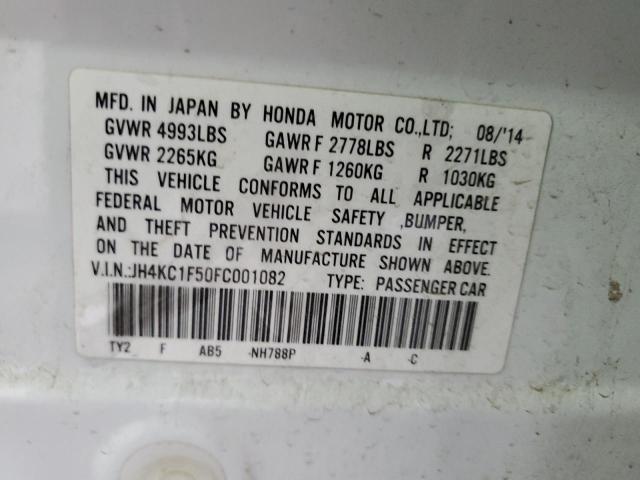 MFD. IN JAPAN BY HONDA MOTOR CO.,LTD; 08/'14
GVWR 4993LBS GAWR F 2778LBS R 2271LBS
GVWR 2265KG GAWR F 1260KG R 1030KG
THIS VEHICLE CONFORMS TO ALL APPLICABLE
FEDERAL MOTOR VEHICLE SAFETY ,BUMPER,
AND THEFT PREVENTION STANDARDS IN EFFECT
ON THE DATE OF MANUFACTURE SHOWN ABOVE.
V.I.N.:JH4KC1F50FC001082 TYPE: PASSENGER CAR
TY2 F AB5 -NH788P -A -C